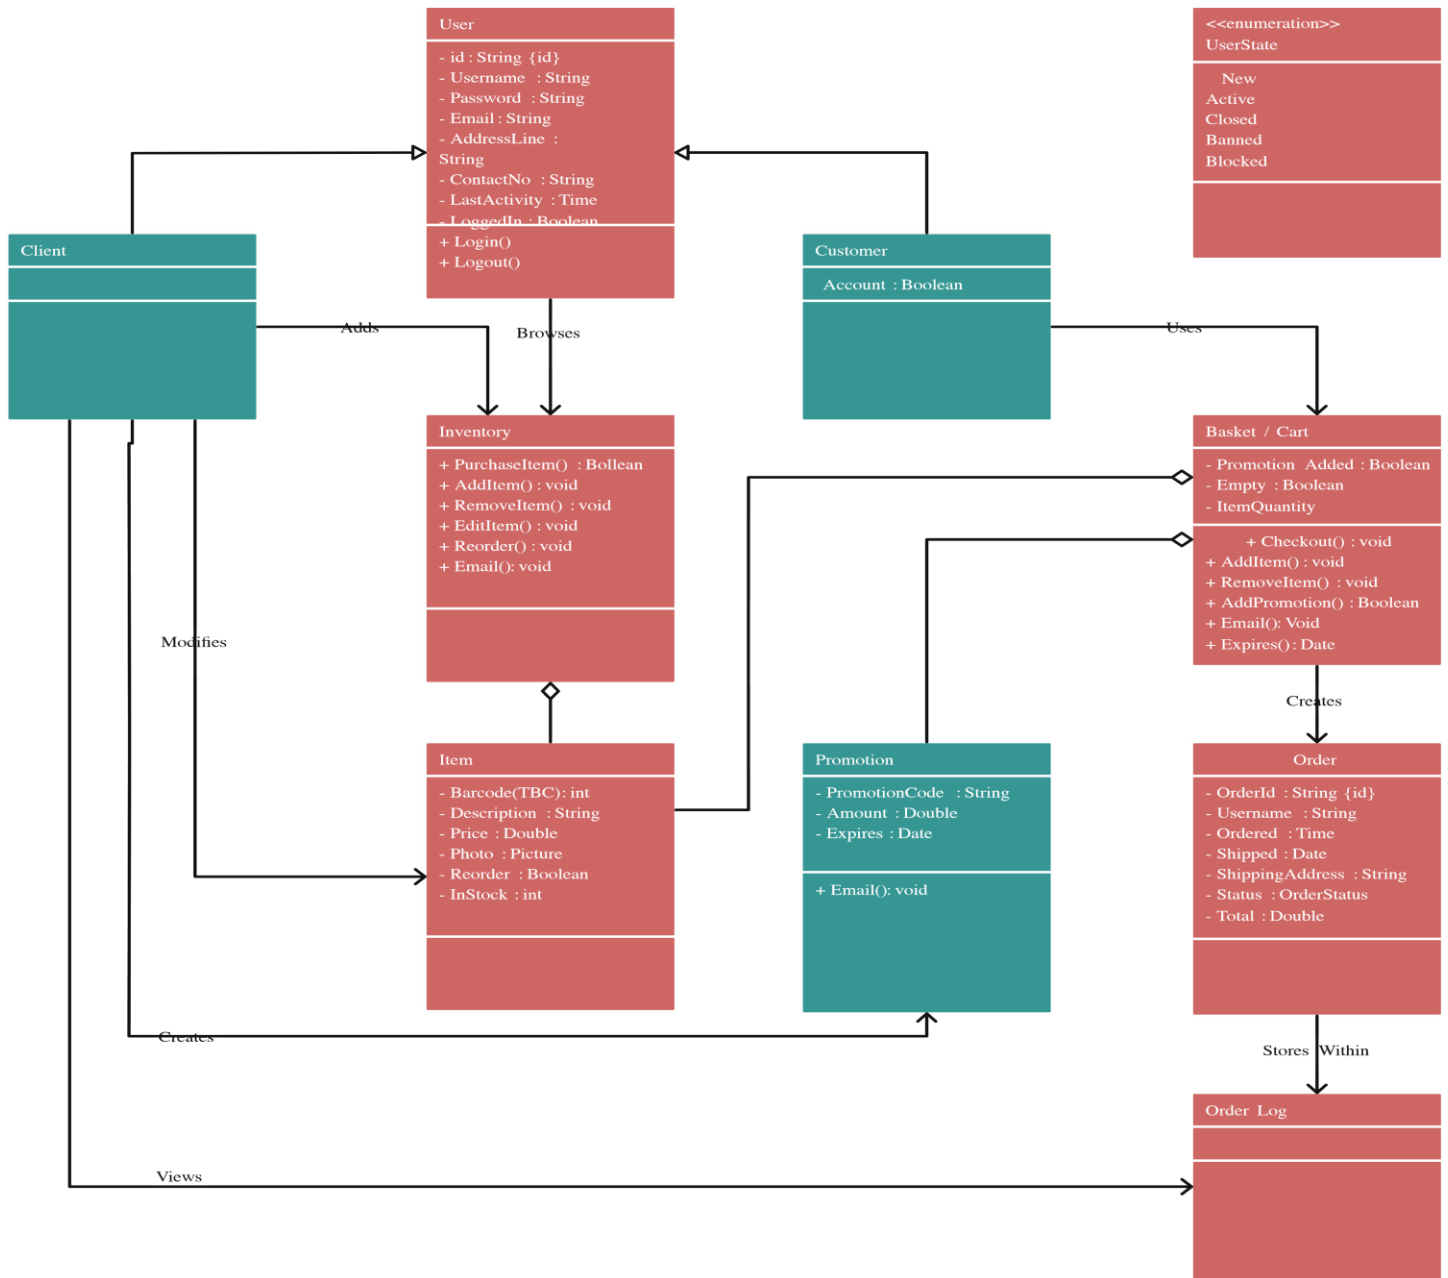 User
- id : String {id}
- Username : String
- Password : String
- Email : String
- AddressLine :
String
- ContactNo : String
- LastActivity : Time
- LoggedIn : Boolean
+ Login()
+ Logout()
<<enumeration>>
UserState
New
Active
Closed
Banned
Blocked
Client
Customer
Account : Boolean
Adds
Browses
Uses
Inventory
+ PurchaseItem() : Bollean
+ AddItem() : void
+ RemoveItem() : void
+ EditItem() : void
+ Reorder() : void
+ Email(): void
Basket / Cart
- Promotion Added : Boolean
- Empty : Boolean
- ItemQuantity
+ Checkout() : void
+ AddItem() : void
+ RemoveItem() : void
+ AddPromotion() : Boolean
+ Email(): Void
+ Expires(): Date
Modifies
Creates
Item
- Barcode(TBC): int
- Description : String
- Price : Double
- Photo : Picture
- Reorder : Boolean
- InStock : int
Promotion
- PromotionCode : String
- Amount : Double
- Expires : Date
+ Email(): void
Order
- OrderId : String {id}
- Username : String
- Ordered : Time
- Shipped : Date
- ShippingAddress : String
- Status : OrderStatus
- Total : Double
Creates
Stores Within
Order Log
Views